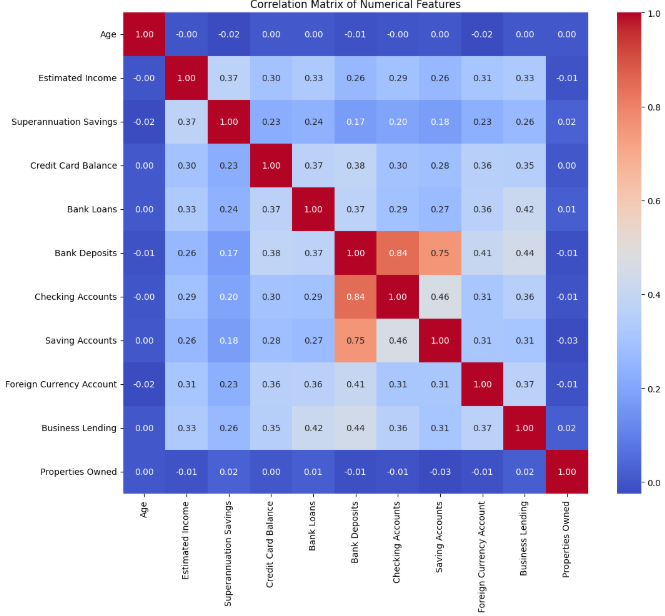 Correlation Matrix of Numerical Features
Age 1.00 -0.00 -0.02 0.00 0.00 -0.01 -0.00 0.00 -0.02 0.00 0.00
Estimated Income -0.00 1.00 0.37 0.30 0.33 0.26 0.29 0.26 0.31 0.33 -0.01
Superannuation Savings -0.02 0.37 1.00 0.23 0.24 0.17 0.20 0.18 0.23 0.26 0.02
Credit Card Balance 0.00 0.30 0.23 1.00 0.37 0.38 0.30 0.28 0.36 0.35 0.00
Bank Loans 0.00 0.33 0.24 0.37 1.00 0.37 0.29 0.27 0.36 0.42 0.01
Bank Deposits -0.01 0.26 0.17 0.38 0.37 1.00 0.84 0.75 0.41 0.44 -0.01
Checking Accounts -0.00 0.29 0.20 0.30 0.29 0.84 1.00 0.46 0.31 0.36 -0.01
Saving Accounts 0.00 0.26 0.18 0.28 0.27 0.75 0.46 1.00 0.31 0.31 -0.03
Foreign Currency Account -0.02 0.31 0.23 0.36 0.36 0.41 0.31 0.31 1.00 0.37 -0.01
Business Lending 0.00 0.33 0.26 0.35 0.42 0.44 0.36 0.31 0.37 1.00 0.02
Properties Owned 0.00 -0.01 0.02 0.00 0.01 -0.01 -0.01 -0.03 -0.01 0.02 1.00
Age
Estimated Income
Superannuation Savings
Credit Card Balance
Bank Loans
Bank Deposits
Checking Accounts
Saving Accounts
Foreign Currency Account
Business Lending
Properties Owned
1.0
0.8
0.6
0.4
0.2
0.0